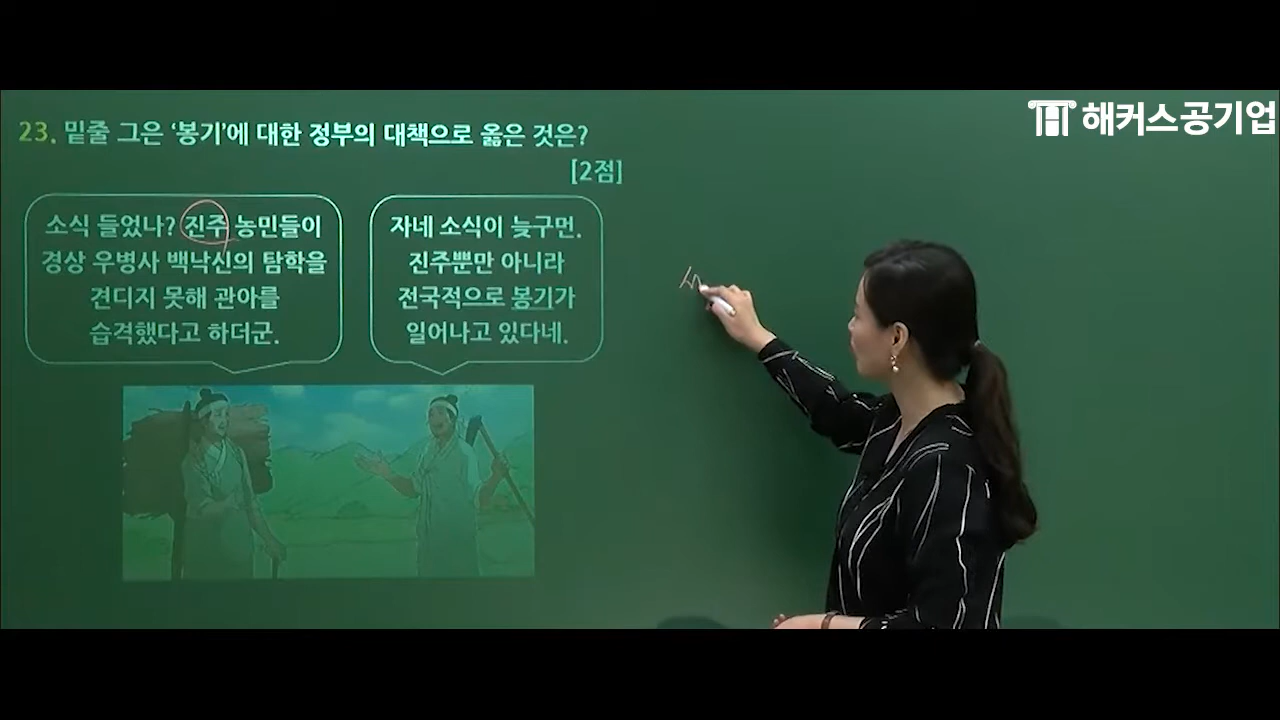 해커스공기업
23. 밑줄 그은 ‘봉기’에 대한 정부의 대책으로 옳은 것은?
[2점]
소식 들었나? 진주 농민들이
경상 우병사 백낙신의 탐학을
견디지 못해 관아를
습격했다고 하더군.
자네 소식이 늦구먼.
진주뿐만 아니라
전국적으로 봉기가
일어나고 있다네.